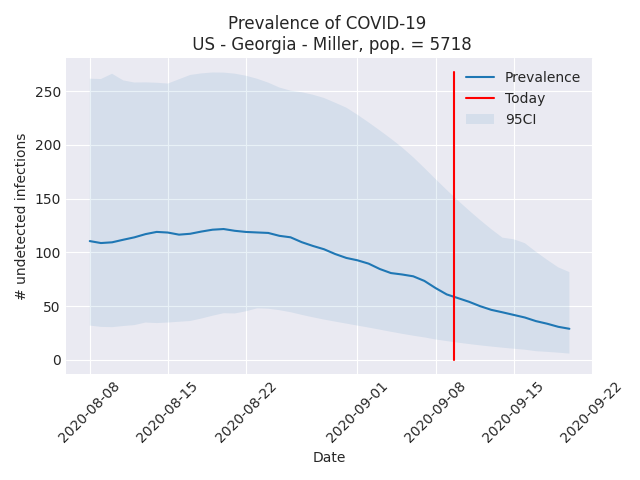 Prevalence of COVID-19
US - Georgia - Miller, pop. = 5718
Prevalence
Today
95CI
# undetected infections
250
200
150
100
50
0
2020-08-08
2020-08-15
2020-08-22
2020-09-01
2020-09-08
2020-09-15
2020-09-22
Date